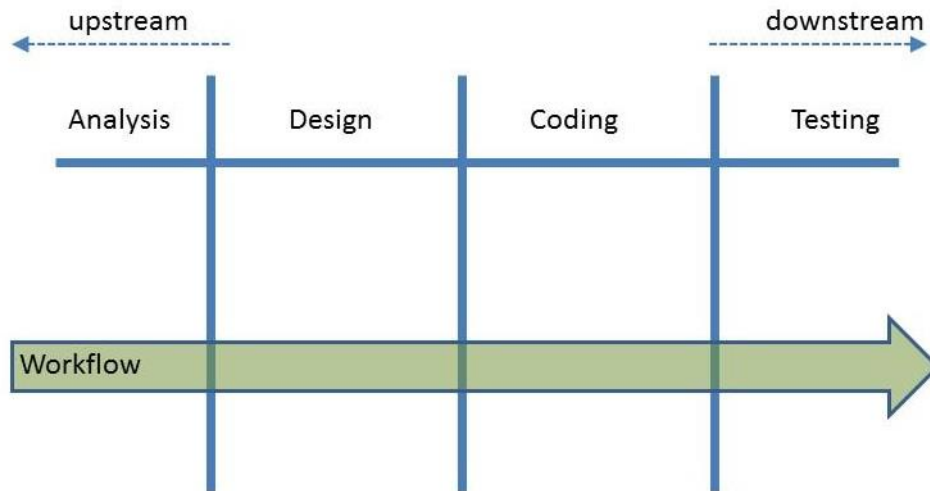 upstream
downstream
Analysis
Design
Coding
Testing
Workflow